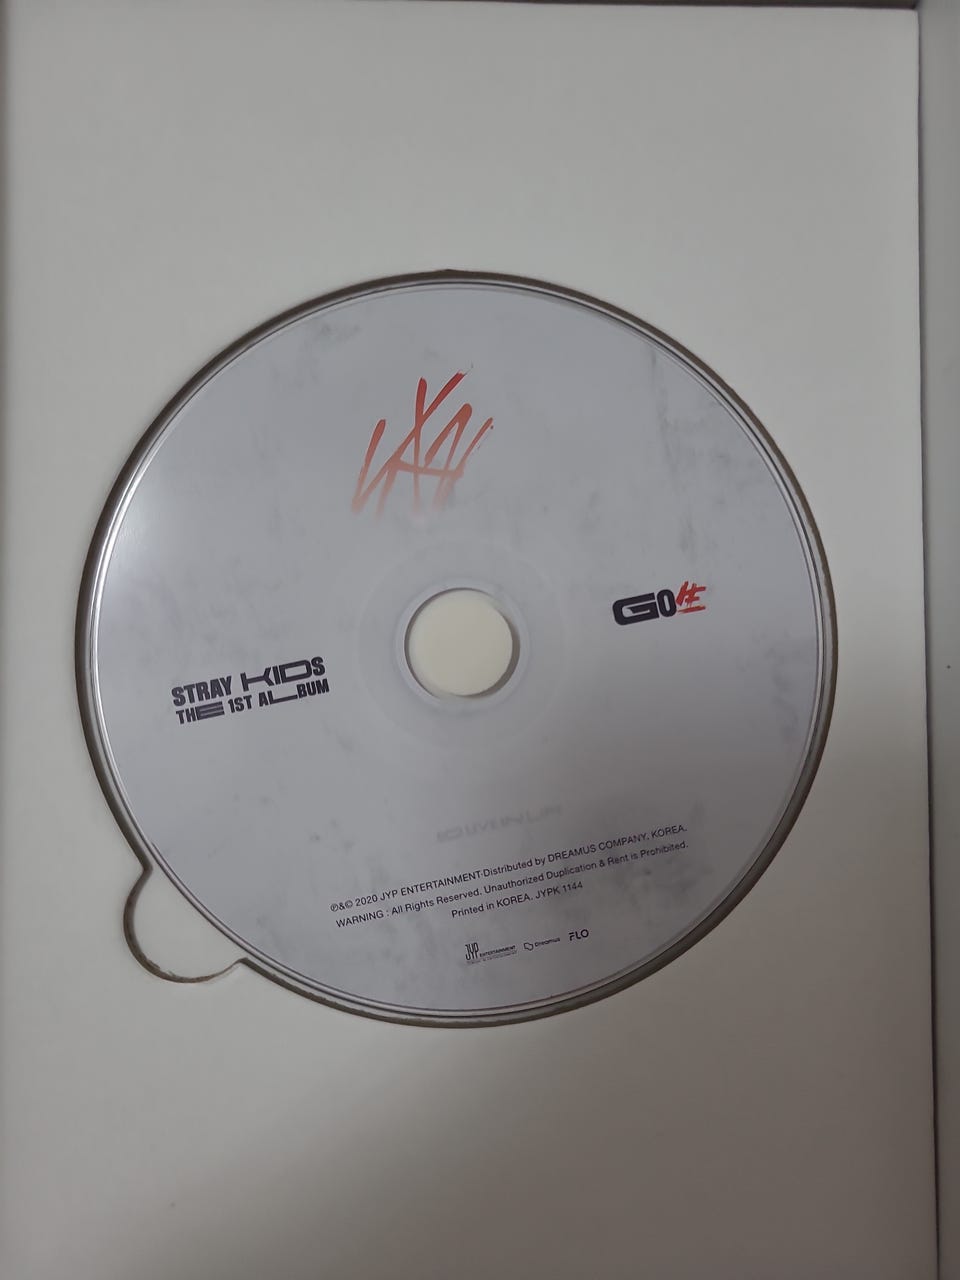 GO生
STRAY KIDS
THE 1ST ALBUM
℗&© 2020 JYP ENTERTAINMENT·Distributed by DREAMUS COMPANY. KOREA.
WARNING : All Rights Reserved. Unauthorized Duplication & Rent is Prohibited.
Printed in KOREA. JYPK 1144
JYP ENTERTAINMENT
Dreamus
FLO